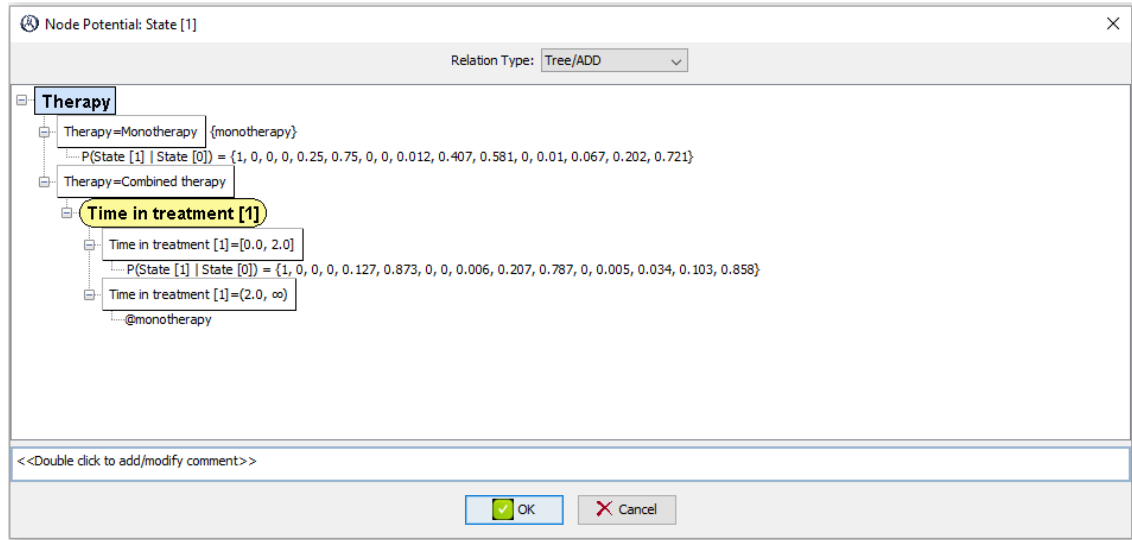 Node Potential: State [1]
Relation Type: Tree/ADD
Therapy
Therapy=Monotherapy {monotherapy}
P(State [1] | State [0]) = {1, 0, 0, 0, 0.25, 0.75, 0, 0, 0.012, 0.407, 0.581, 0, 0.01, 0.067, 0.202, 0.721}
Therapy=Combined therapy
Time in treatment [1]
Time in treatment [1]=[0.0, 2.0]
P(State [1] | State [0]) = {1, 0, 0, 0, 0.127, 0.873, 0, 0, 0.006, 0.207, 0.787, 0, 0.005, 0.034, 0.103, 0.858}
Time in treatment [1]=(2.0, ∞)
@monotherapy
<<Double click to add/modify comment>>
OK Cancel